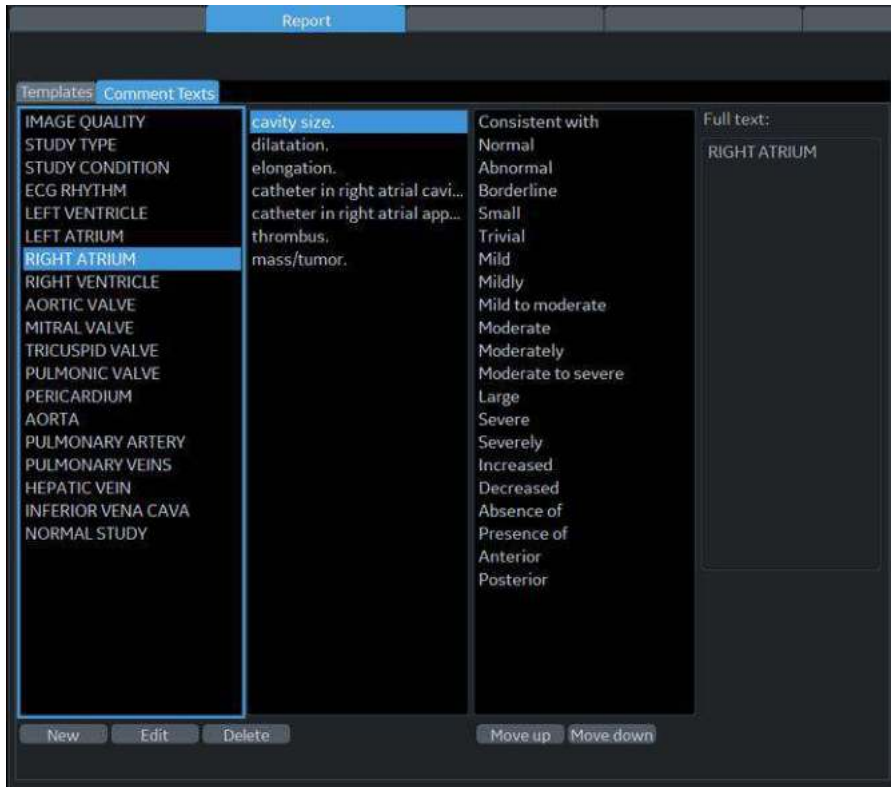 Report
Templates
Comment Texts
IMAGE QUALITY
STUDY TYPE
STUDY CONDITION
ECG RHYTHM
LEFT VENTRICLE
LEFT ATRIUM
RIGHT ATRIUM
RIGHT VENTRICLE
AORTIC VALVE
MITRAL VALVE
TRICUSPID VALVE
PULMONIC VALVE
PERICARDIUM
AORTA
PULMONARY ARTERY
PULMONARY VEINS
HEPATIC VEIN
INFERIOR VENA CAVA
NORMAL STUDY
cavity size.
dilatation.
elongation.
catheter in right atrial cavi...
catheter in right atrial app...
thrombus.
mass/tumor.
Consistent with
Normal
Abnormal
Borderline
Small
Trivial
Mild
Mildly
Mild to moderate
Moderate
Moderately
Moderate to severe
Large
Severe
Severely
Increased
Decreased
Absence of
Presence of
Anterior
Posterior
Full text:
RIGHT ATRIUM
New
Edit
Delete
Move up
Move down